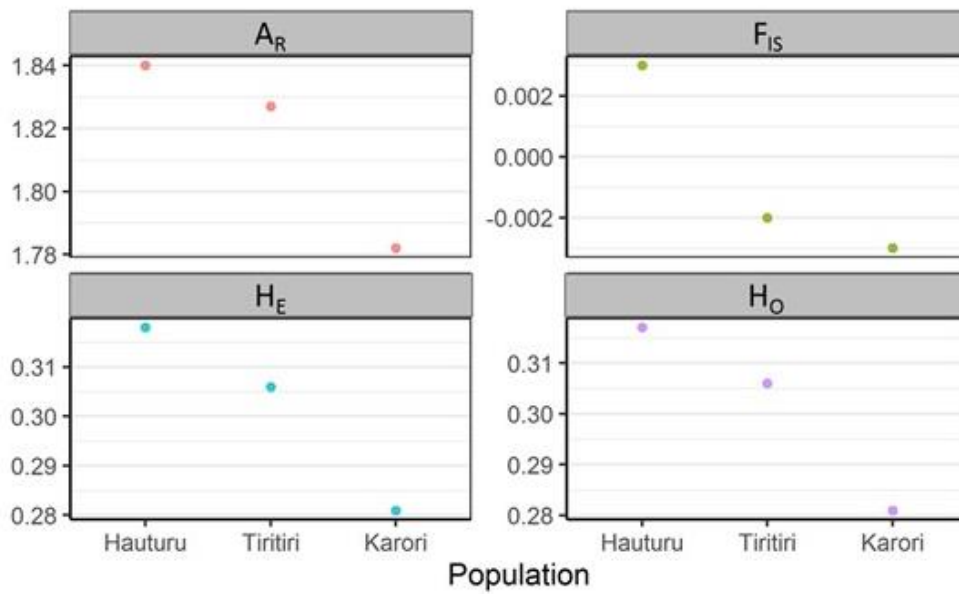 A_R
F_IS
1.84
1.82
1.80
1.78
0.002
0.000
-0.002
H_E
H_O
0.31
0.30
0.29
0.28
0.31
0.30
0.29
0.28
Hauturu Tiritiri Karori
Hauturu Tiritiri Karori
Population